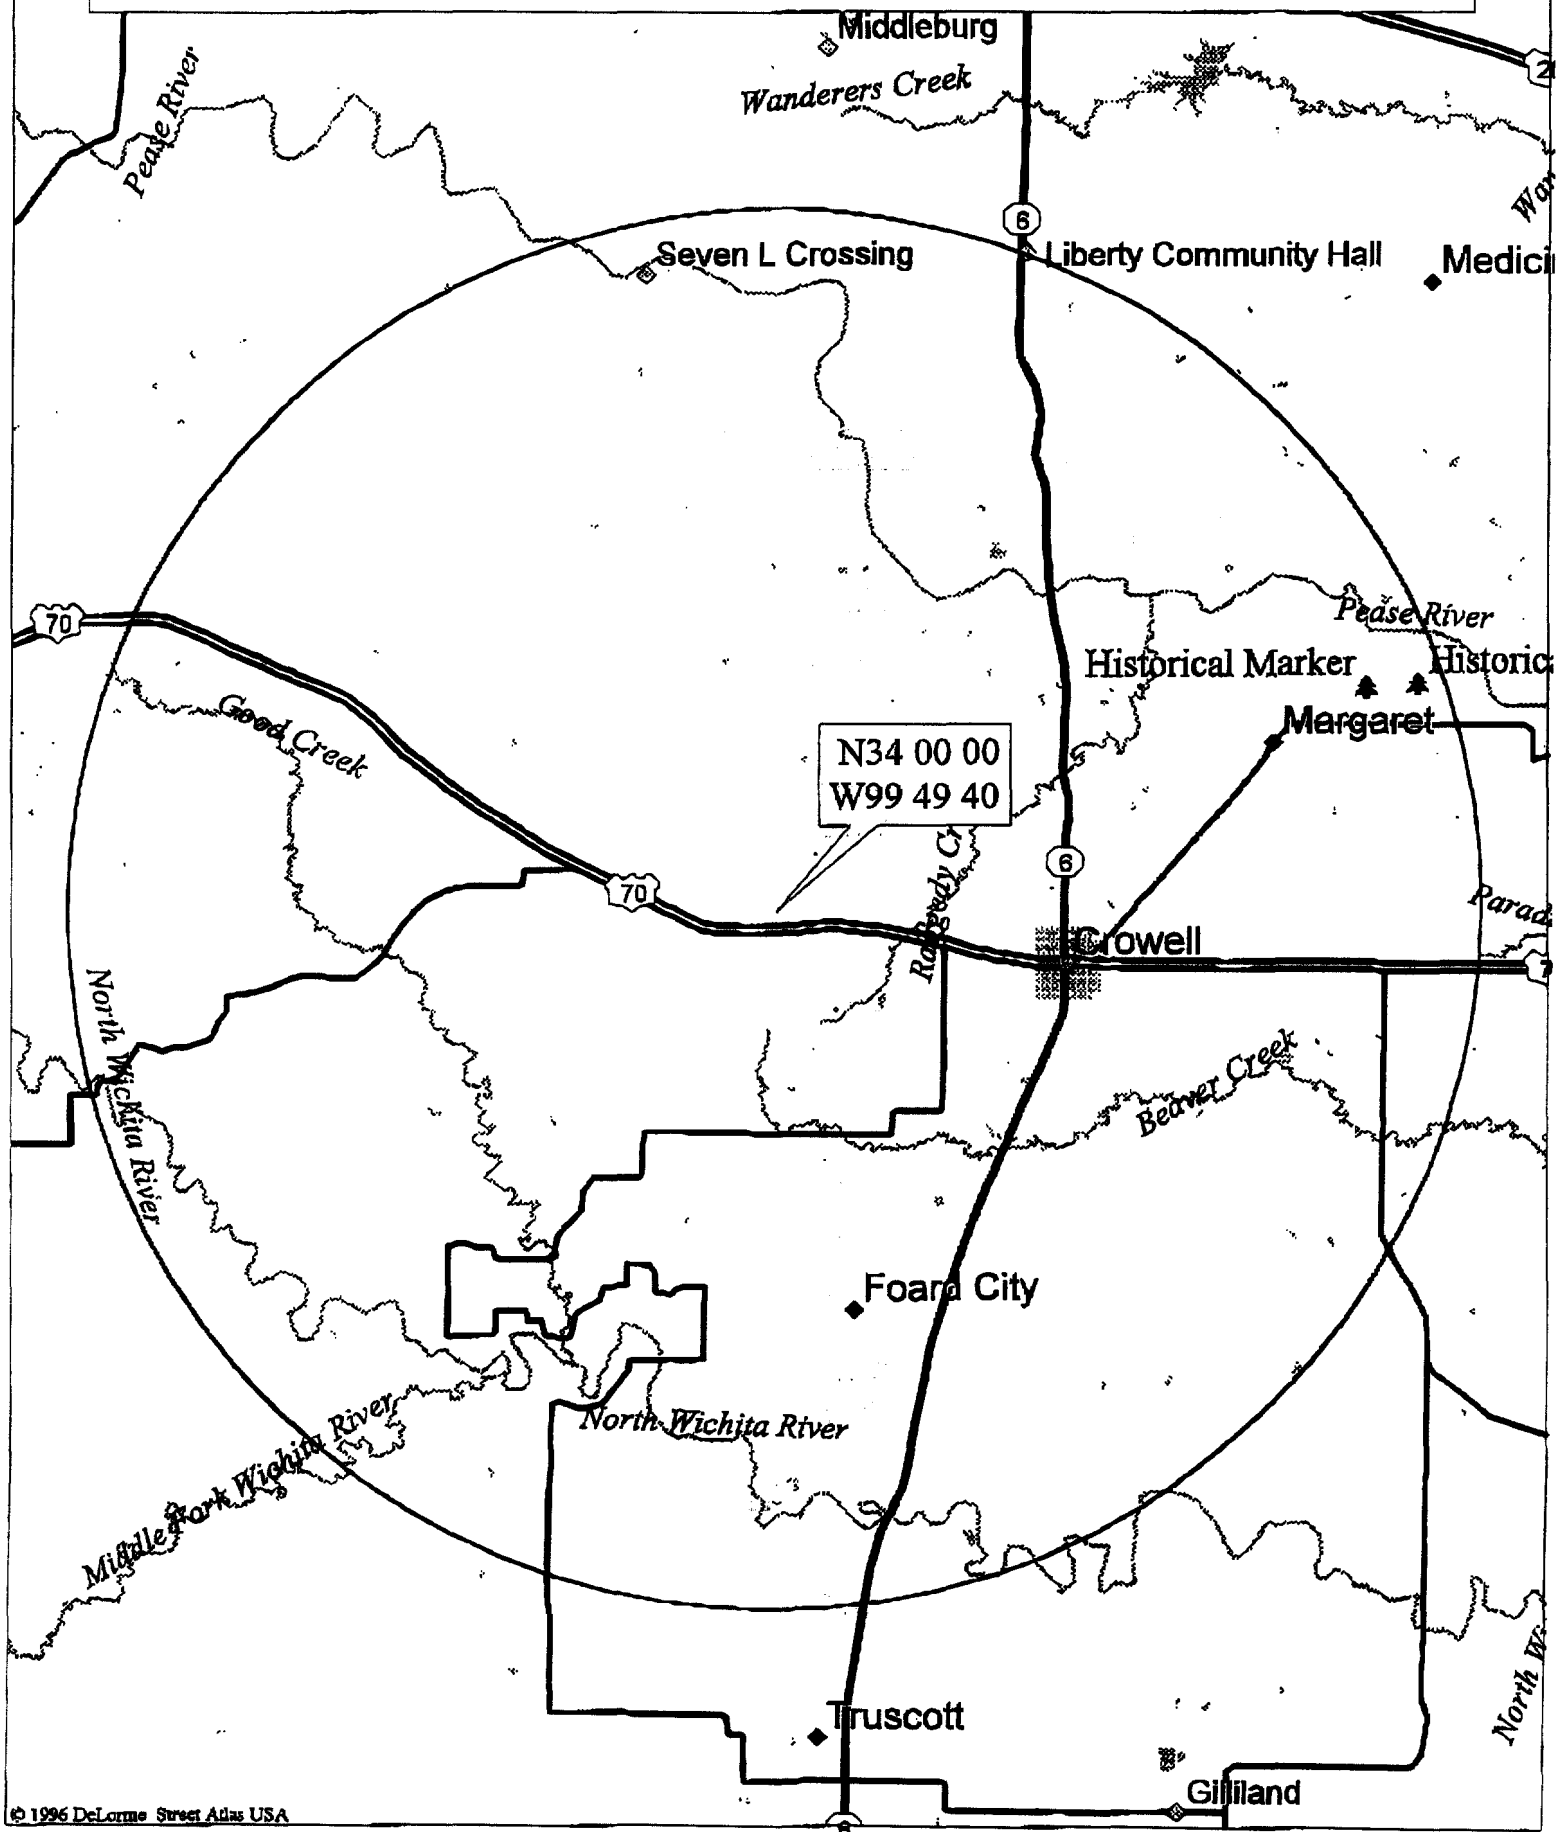 Middleburg
Wanderers Creek
Pease River
6
Seven L Crossing
Liberty Community Hall
70
Pease River
Historical Marker
Margaret
Good Creek
N34 00 00
W99 49 40
6
70
Crowell
North Wichita River
Beaver Creek
Foard City
North Wichita River
Middle Fork Wichita River
Truscott
Gilliland
© 1996 DeLorme Street Atlas USA